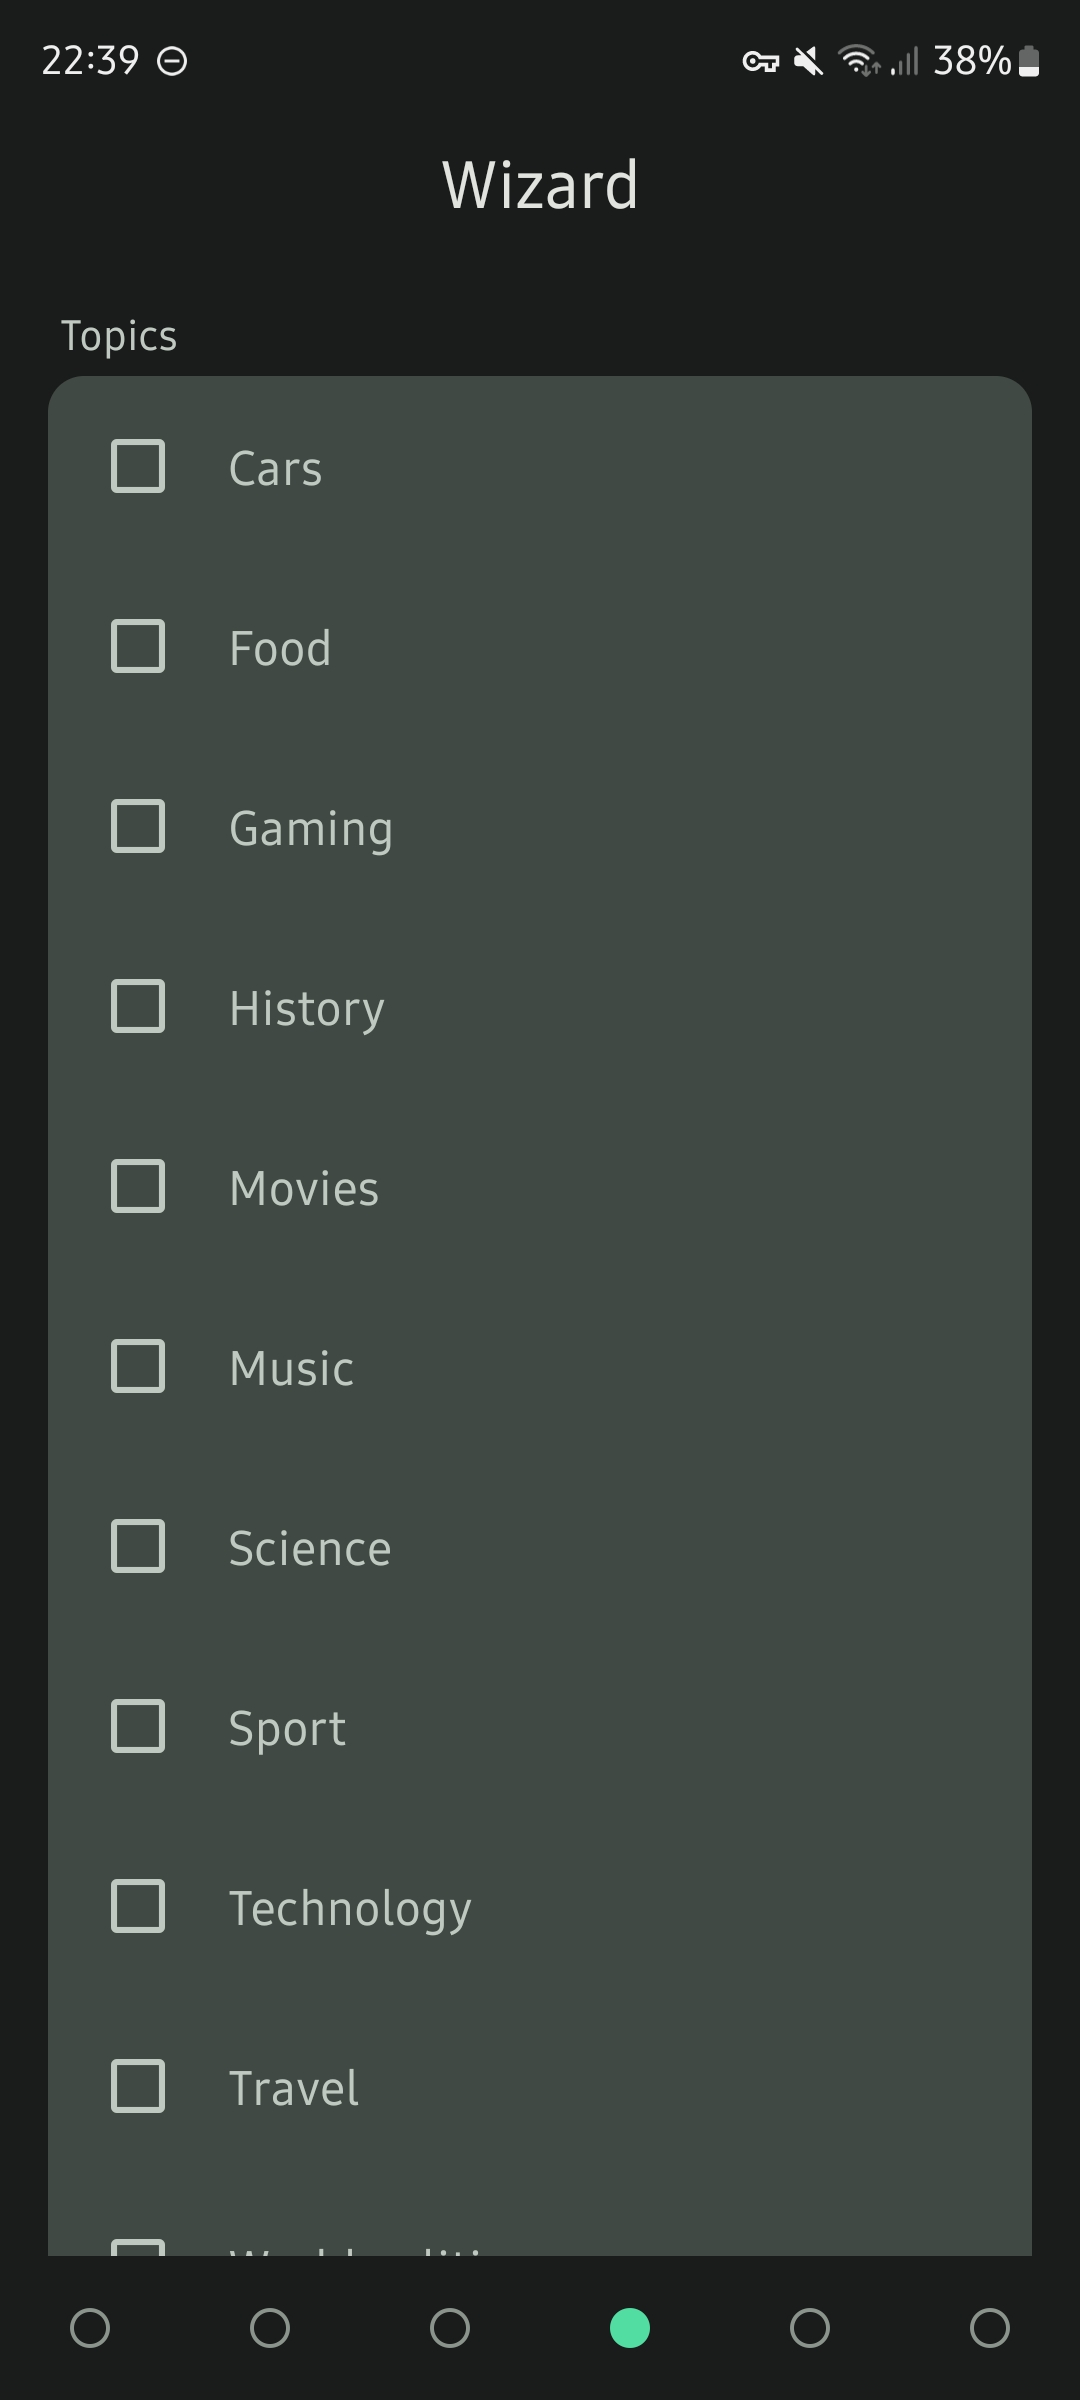 22:39
38%
Wizard
Topics
Cars
Food
Gaming
History
Movies
Music
Science
Sport
Technology
Travel